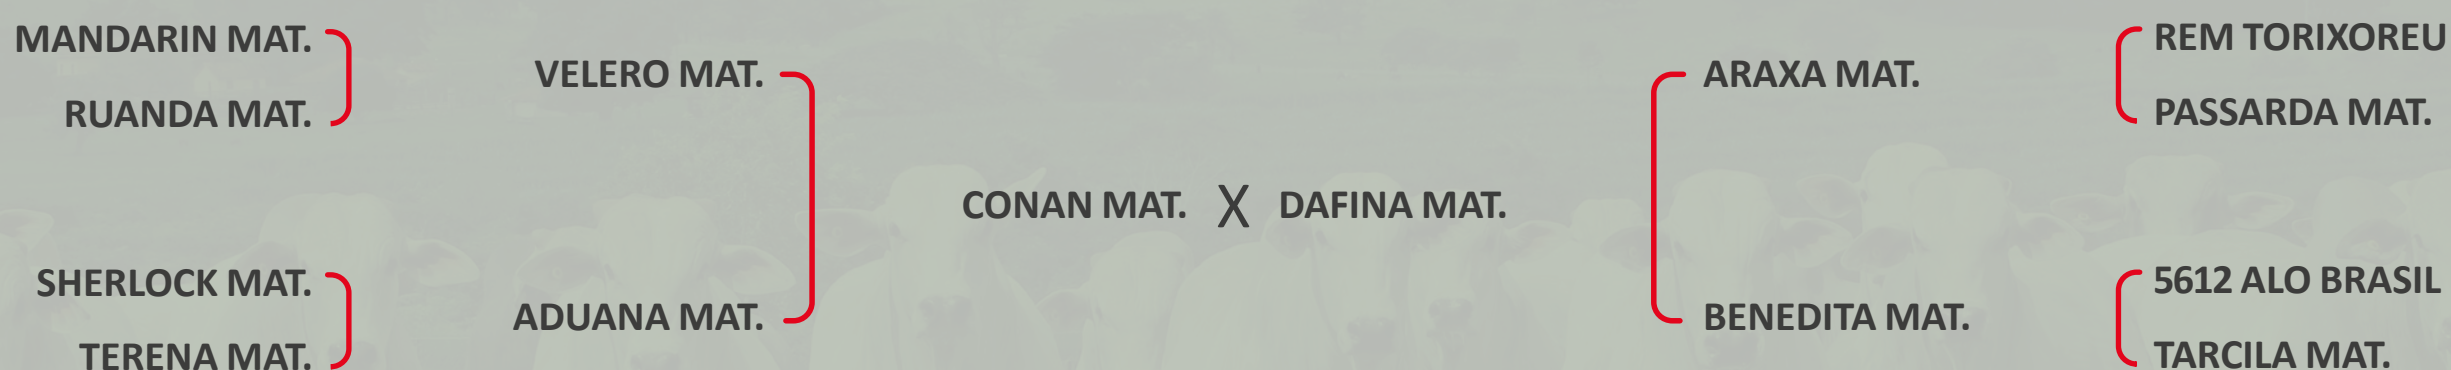 MANDARIN MAT.
RUANDA MAT.
VELERO MAT.
SHERLOCK MAT.
TERENA MAT.
ADUANA MAT.
CONAN MAT. X DAFINA MAT.
ARAXA MAT.
BENEDITA MAT.
REM TORIXOREU
PASSARDA MAT.
5612 ALO BRASIL
TARCILA MAT.